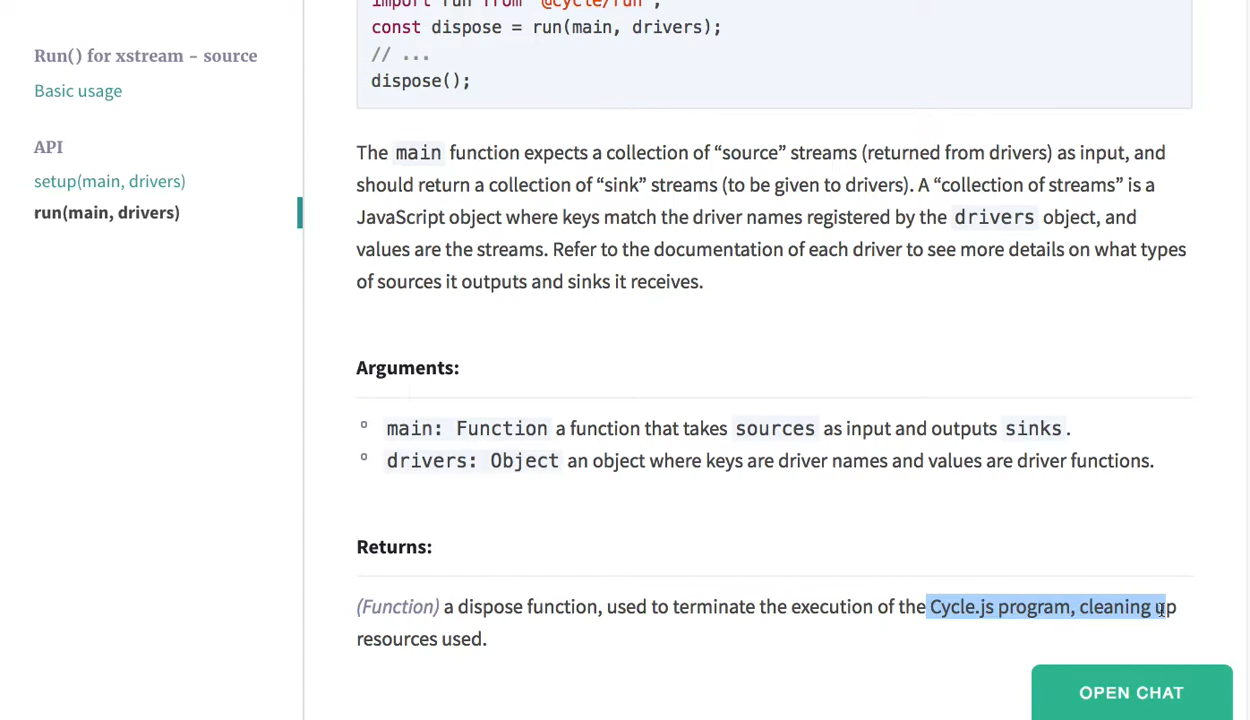 Run() for xstream - source
Basic usage
API
setup(main, drivers)
run(main, drivers)
import run from '@cycle/run';
const dispose = run(main, drivers);
// ...
dispose();
The main function expects a collection of “source” streams (returned from drivers) as input, and
should return a collection of “sink” streams (to be given to drivers). A “collection of streams” is a
JavaScript object where keys match the driver names registered by the drivers object, and
values are the streams. Refer to the documentation of each driver to see more details on what types
of sources it outputs and sinks it receives.
Arguments:
main: Function a function that takes sources as input and outputs sinks.
drivers: Object an object where keys are driver names and values are driver functions.
Returns:
(Function) a dispose function, used to terminate the execution of the Cycle.js program, cleaning up
resources used.
OPEN CHAT